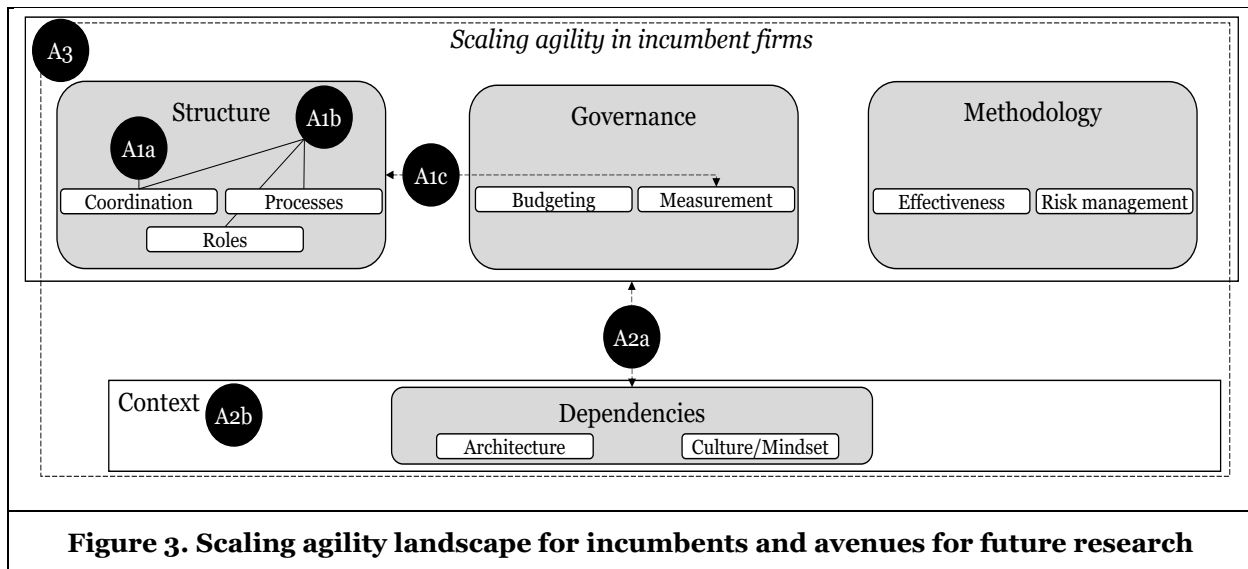 Scaling agility in incumbent firms
A3
Structure
A1b
A1a
Coordination
Processes
Roles
A1c
Governance
Budgeting
Measurement
Methodology
Effectiveness
Risk management
A2a
Context
A2b
Dependencies
Architecture
Culture/Mindset
Figure 3. Scaling agility landscape for incumbents and avenues for future research